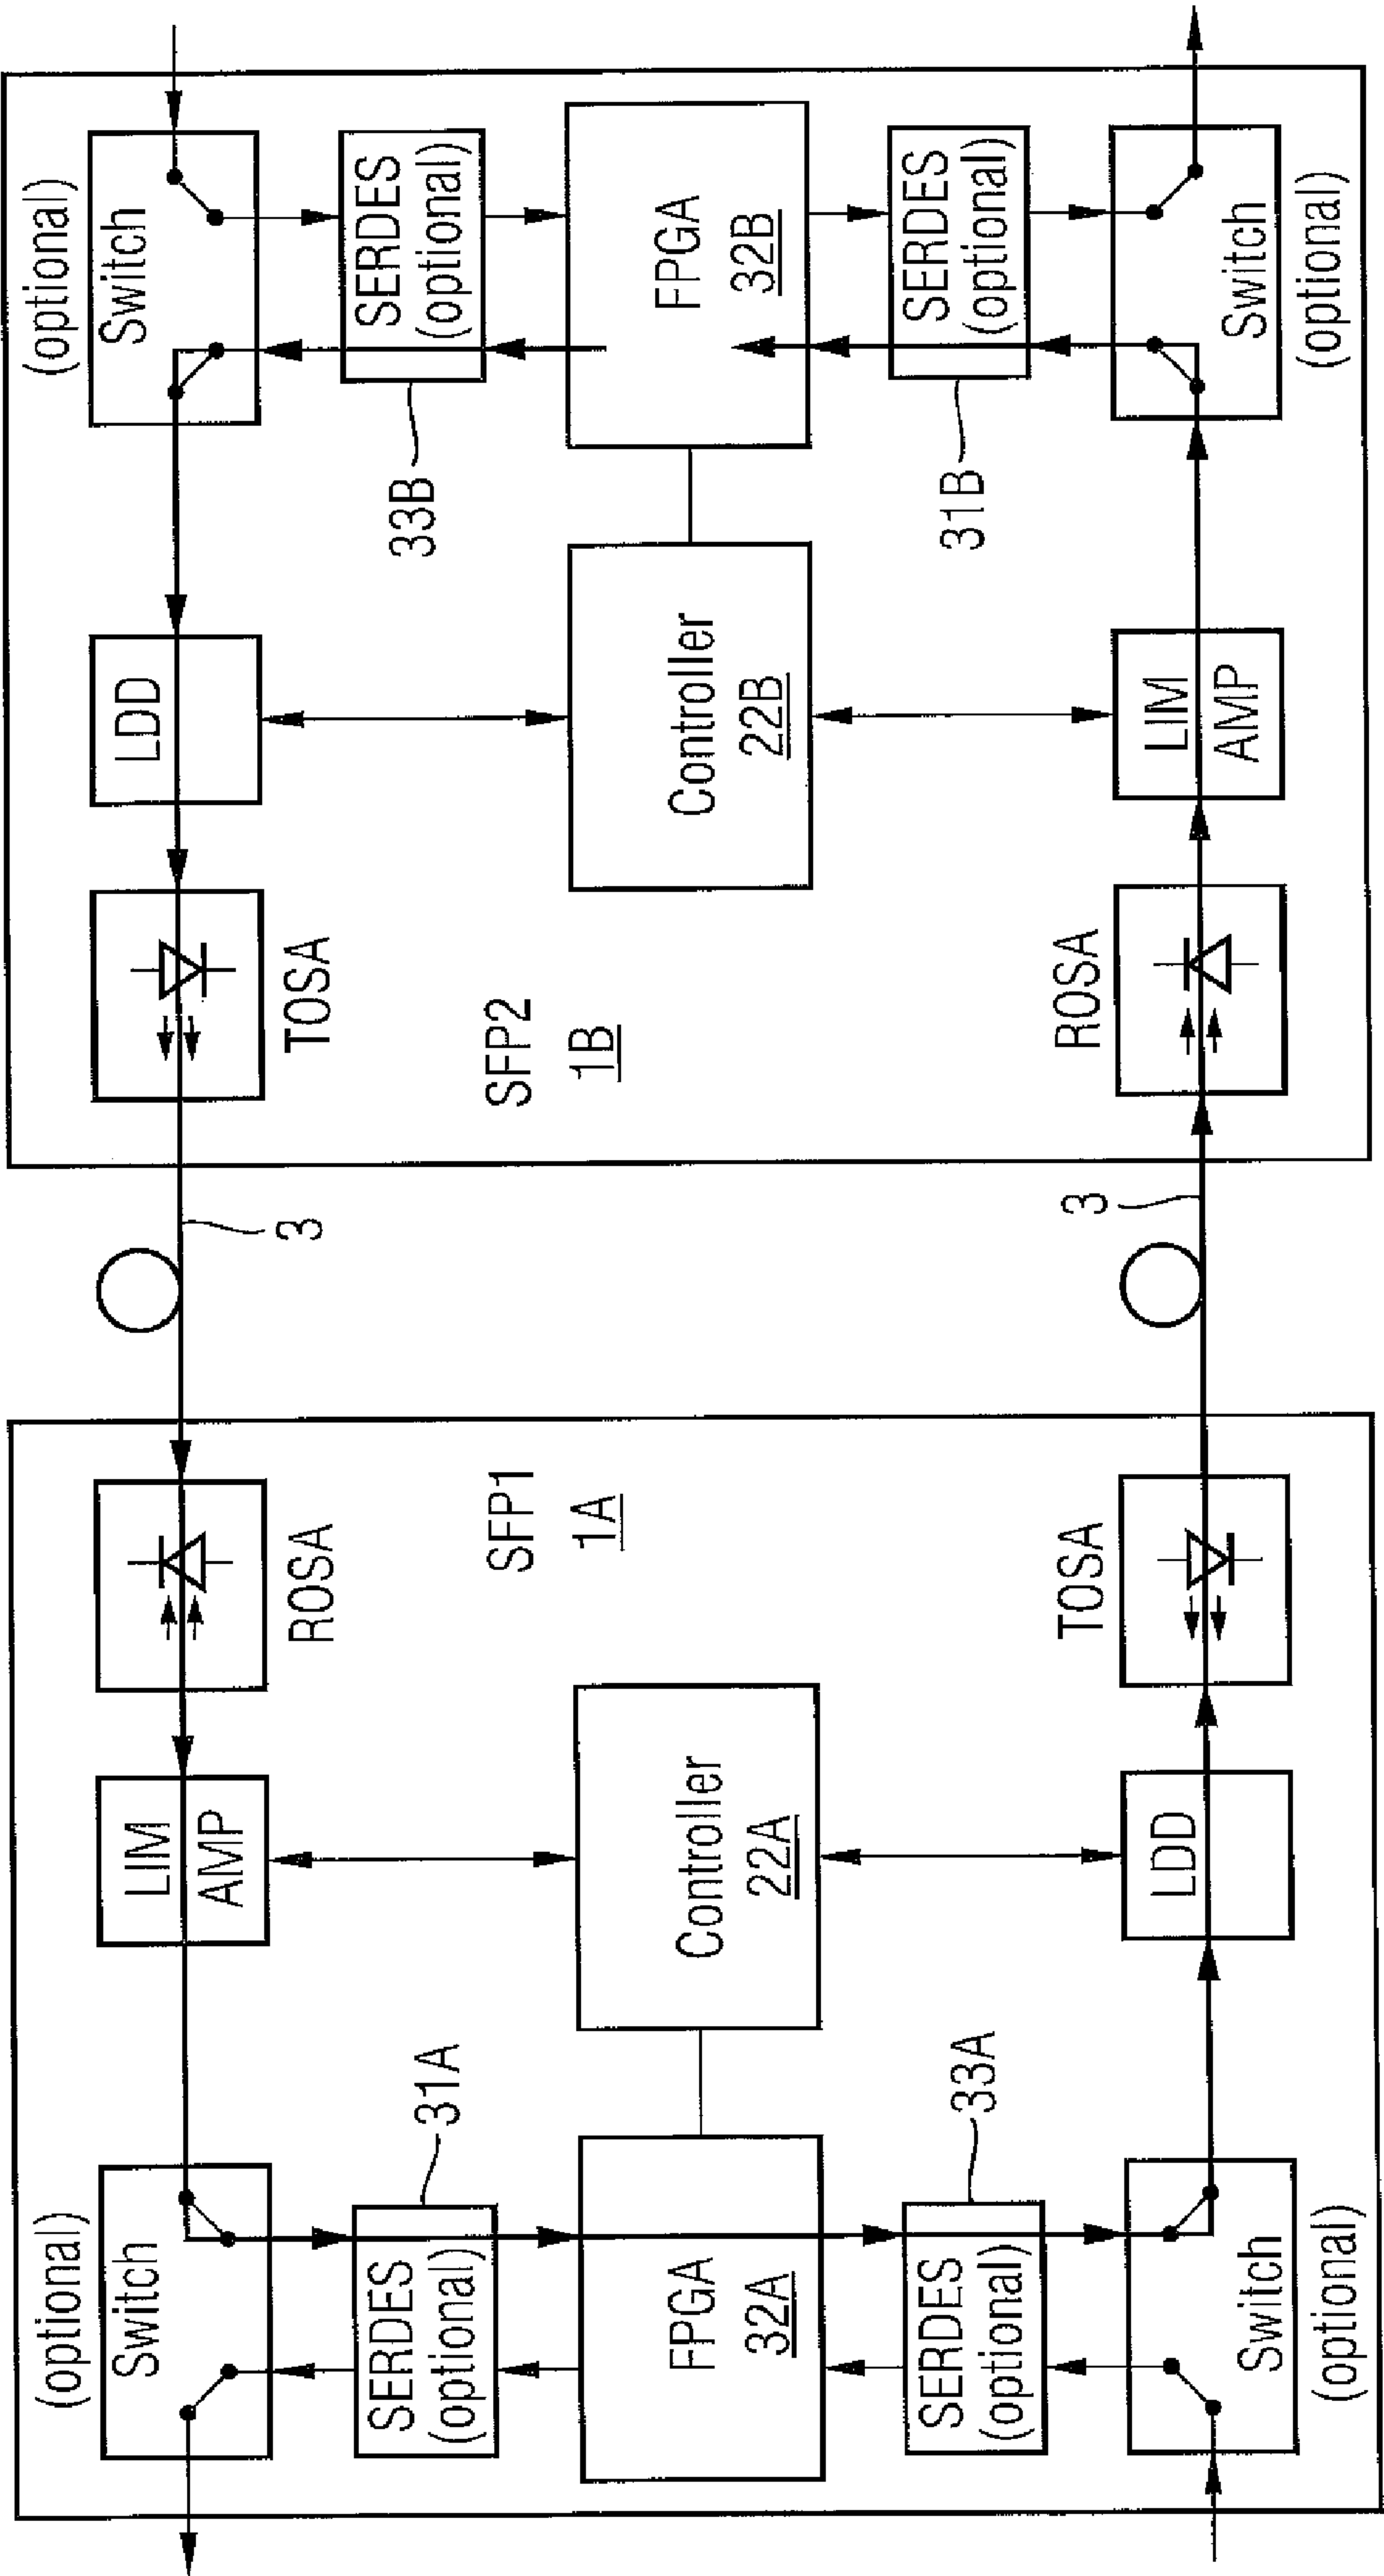 (optional)
Switch
LIM
AMP
ROSA
3
TOSA
LDD
Switch
(optional)
31A
SERDES
(optional)
SFP1
1A
SFP2
1B
33B
SERDES
(optional)
FPGA
32A
Controller
22A
Controller
22B
FPGA
32B
33A
SERDES
(optional)
31B
SERDES
(optional)
Switch
(optional)
LDD
TOSA
3
ROSA
LIM
AMP
Switch
(optional)